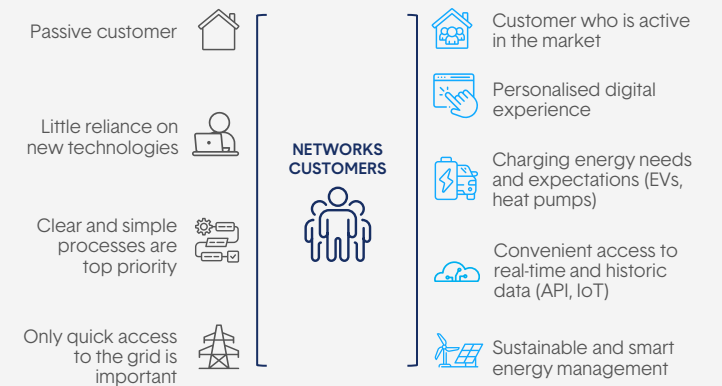 Passive customer
Little reliance on
new technologies
Clear and simple
processes are
top priority
Only quick access
to the grid is
important
NETWORKS
CUSTOMERS
Customer who is active
in the market
Personalised digital
experience
Charging energy needs
and expectations (EVs,
heat pumps)
Convenient access to
real-time and historic
data (API, IoT)
Sustainable and smart
energy management